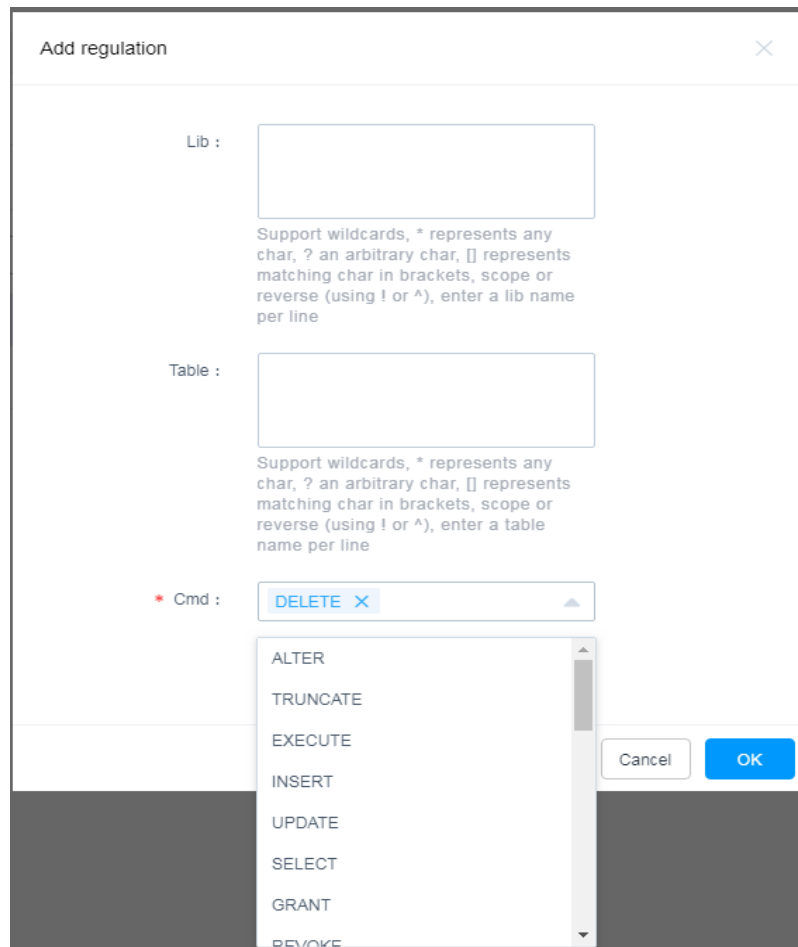 Add regulation
Lib :
Support wildcards, * represents any
char, ? an arbitrary char, [] represents
matching char in brackets, scope or
reverse (using ! or ^), enter a lib name
per line
Table :
Support wildcards, * represents any
char, ? an arbitrary char, [] represents
matching char in brackets, scope or
reverse (using ! or ^), enter a table
name per line
* Cmd : DELETE
ALTER
TRUNCATE
EXECUTE
INSERT
UPDATE
SELECT
GRANT
REVOKE
Cancel OK